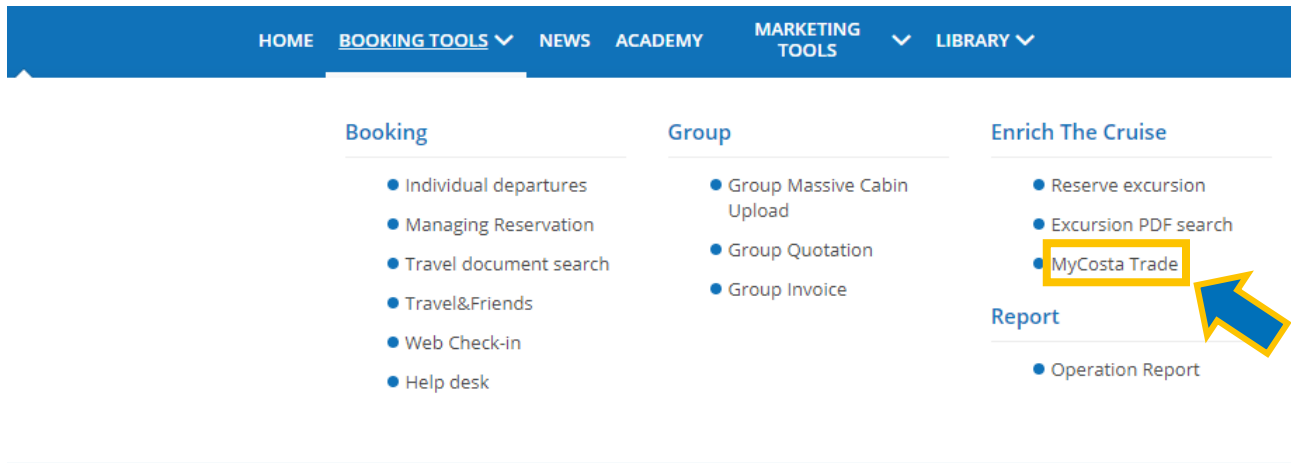 HOME BOOKING TOOLS NEWS ACADEMY MARKETING TOOLS LIBRARY
Booking
Individual departures
Managing Reservation
Travel document search
Travel&Friends
Web Check-in
Help desk
Group
Group Massive Cabin
Upload
Group Quotation
Group Invoice
Enrich The Cruise
Reserve excursion
Excursion PDF search
MyCosta Trade
Report
Operation Report